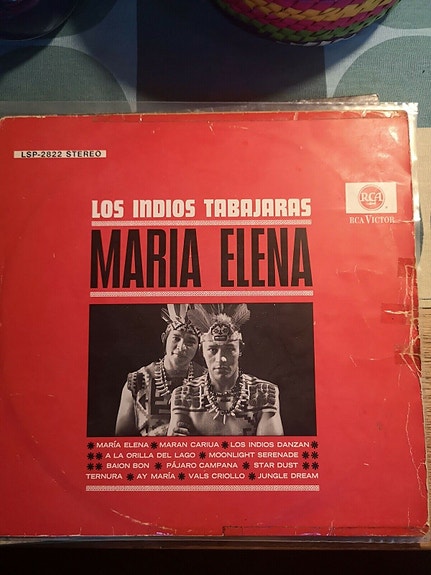 LSP-2822 STEREO
RCA
RCA VICTOR
LOS INDIOS TABAJARAS
MARIA ELENA
MARÍA ELENA MARAN CARIUA LOS INDIOS DANZAN
A LA ORILLA DEL LAGO MOONLIGHT SERENADE
BAION BON PÁJARO CAMPANA STAR DUST
TERNURA AY MARÍA VALS CRIOLLO JUNGLE DREAM